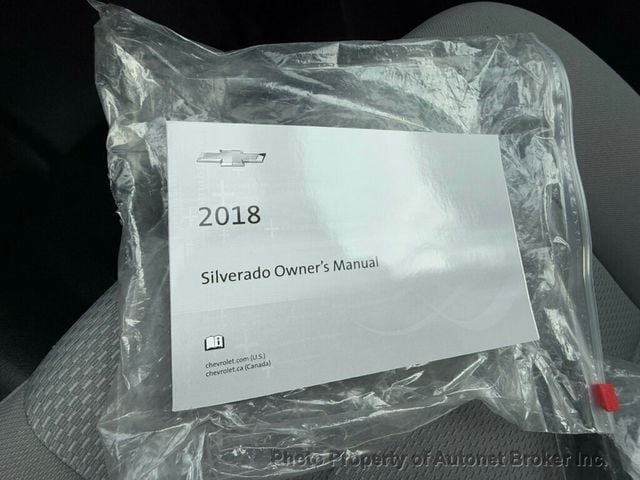 2018
Silverado Owner's Manual
chevrolet.com (U.S.)
chevrolet.ca (Canada)
Photo Property of Autonet Broker Inc.